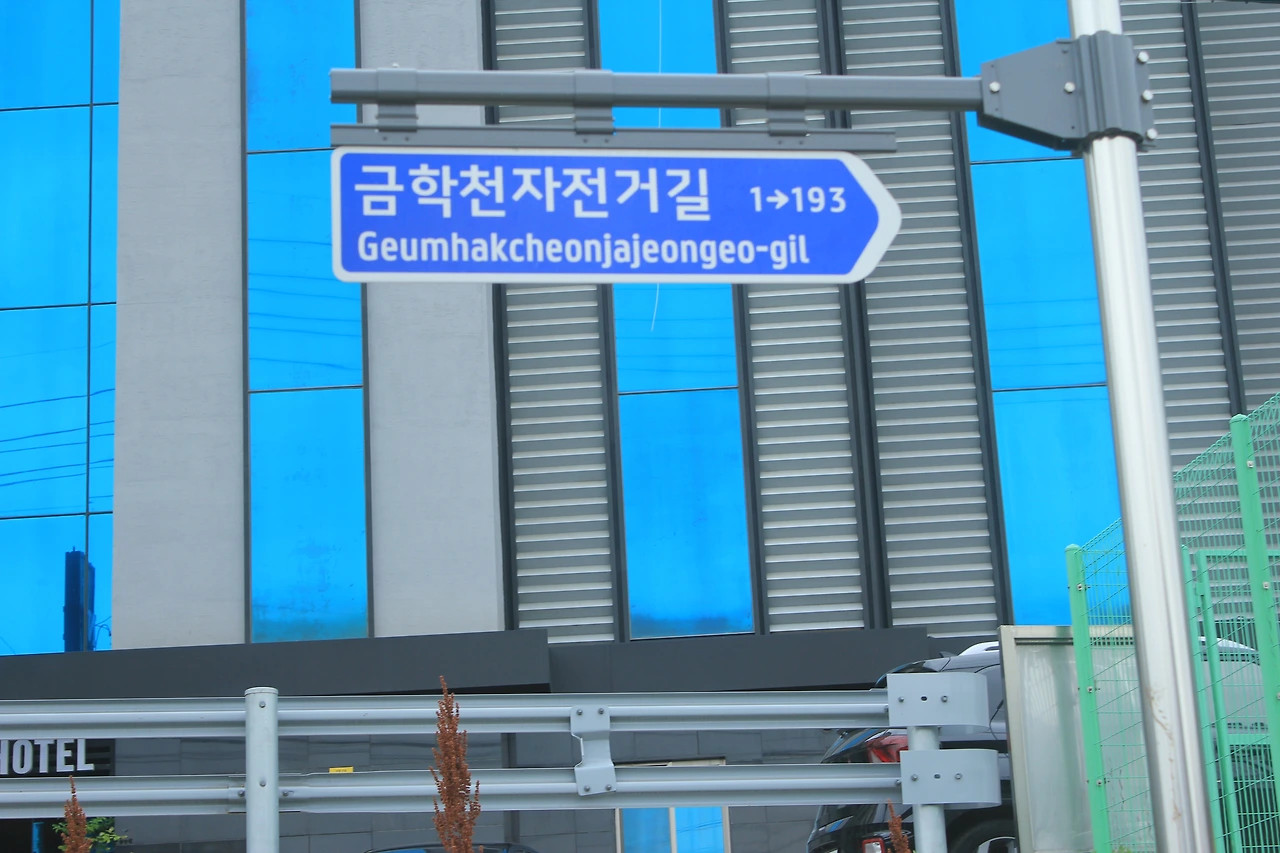 금학천자전거길 1→193
Geumhakcheonjajeongeo-gil
HOTEL